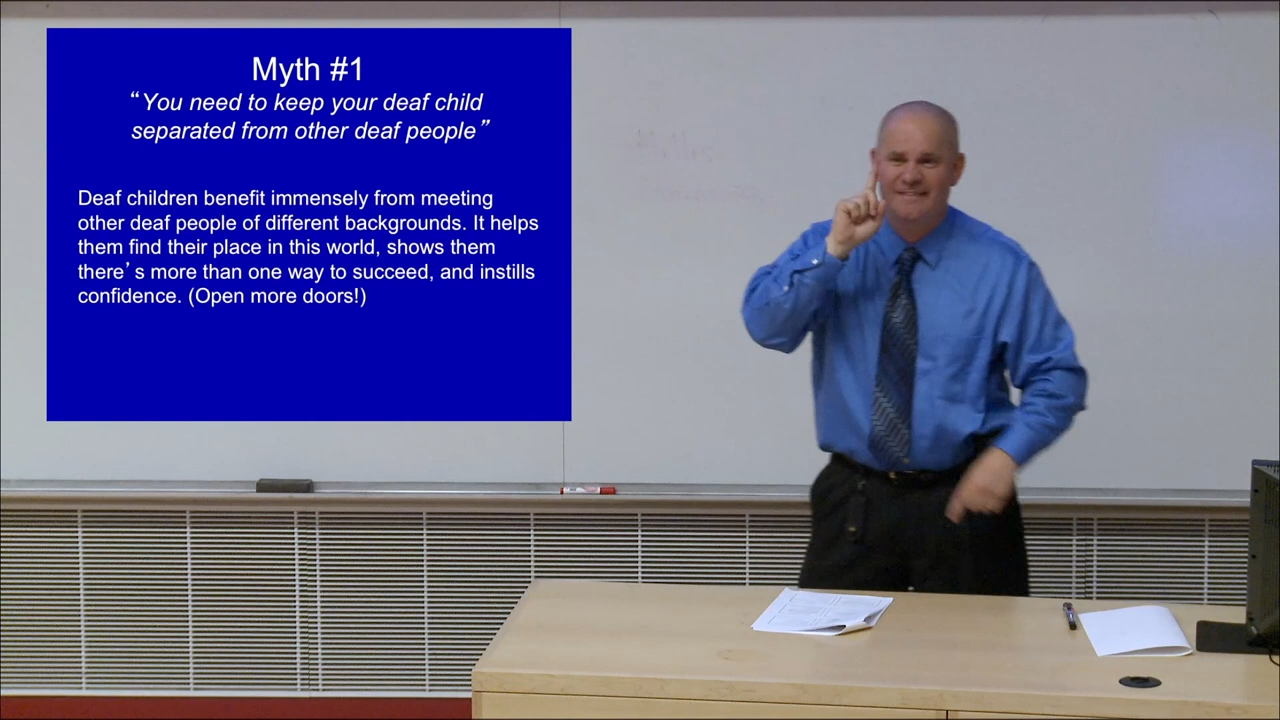 Myth #1
“You need to keep your deaf child
separated from other deaf people”
Deaf children benefit immensely from meeting
other deaf people of different backgrounds. It helps
them find their place in this world, shows them
there’s more than one way to succeed, and instills
confidence. (Open more doors!)